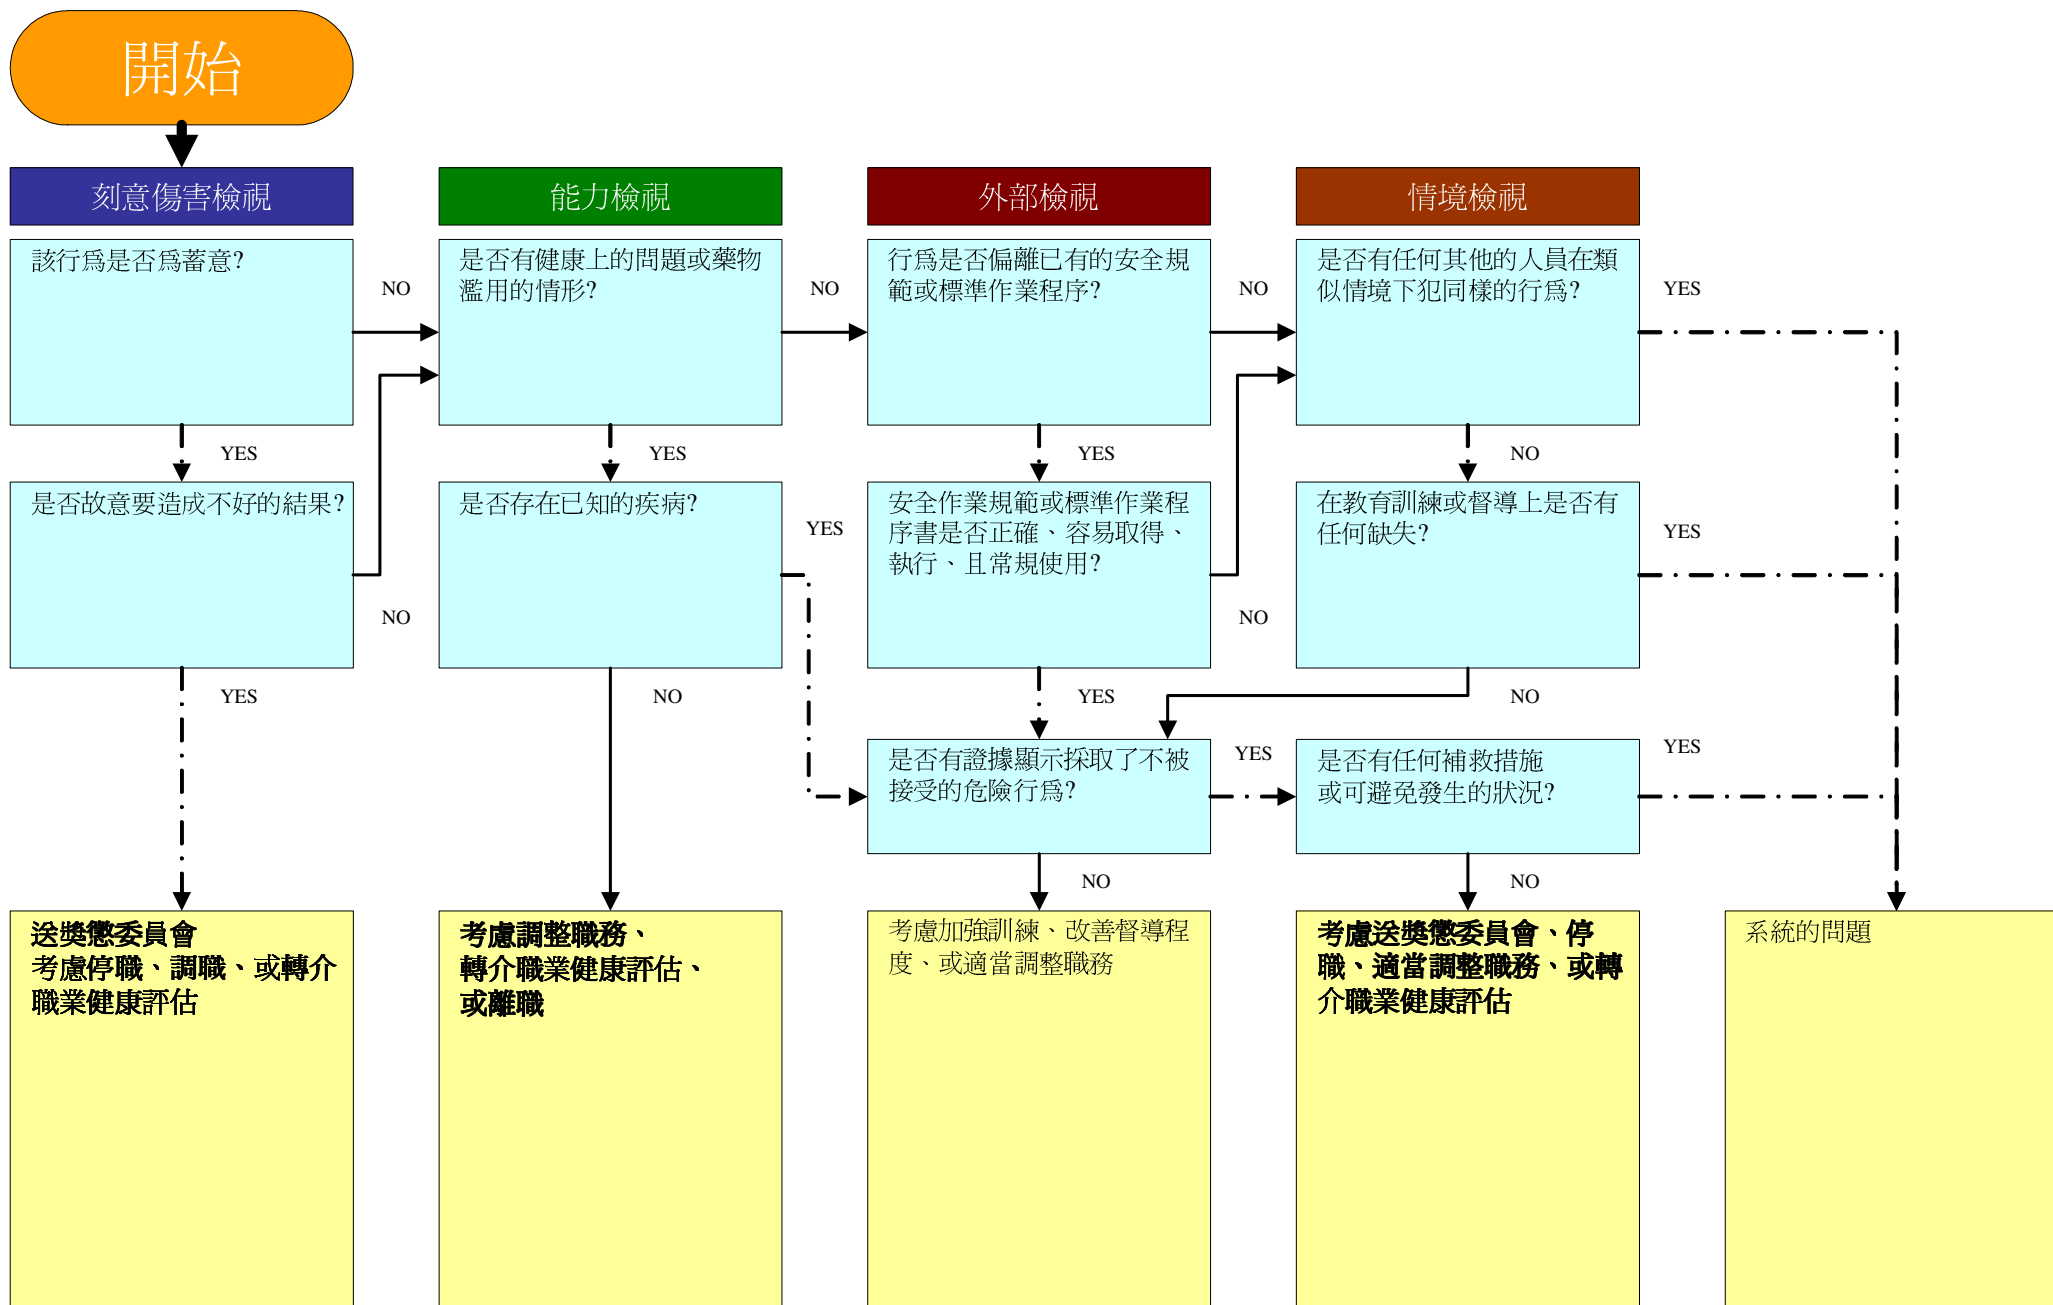 開始
刻意傷害檢視
能力檢視
外部檢視
情境檢視
該行為是否為蓄意?
NO
是否有健康上的問題或藥物
濫用的情形?
NO
行為是否偏離已有的安全規
範或標準作業程序?
NO
是否有任何其他的人員在類
似情境下犯同樣的行為?
YES
YES
YES
YES
NO
是否故意要造成不好的結果?
NO
是否存在已知的疾病?
YES
安全作業規範或標準作業程
序書是否正確、容易取得、
執行、且常規使用?
NO
在教育訓練或督導上是否有
任何缺失?
YES
YES
NO
YES
NO
是否有證據顯示採取了不被
接受的危險行為?
YES
是否有任何補救措施
或可避免發生的狀況?
YES
NO
NO
送獎懲委員會
考慮停職、調職、或轉介
職業健康評估
考慮調整職務、
轉介職業健康評估、
或離職
考慮加強訓練、改善督導程
度、或適當調整職務
考慮送獎懲委員會、停
職、適當調整職務、或轉
介職業健康評估
系統的問題